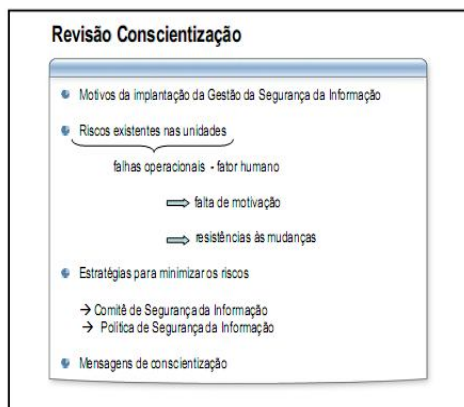 Revisão Conscientização
Motivos da implantação da Gestão da Segurança da Informação
Riscos existentes nas unidades
falhas operacionais - fator humano
falta de motivação
resistências às mudanças
Estratégias para minimizar os riscos
→ Comitê de Segurança da Informação
→ Política de Segurança da Informação
Mensagens de conscientização